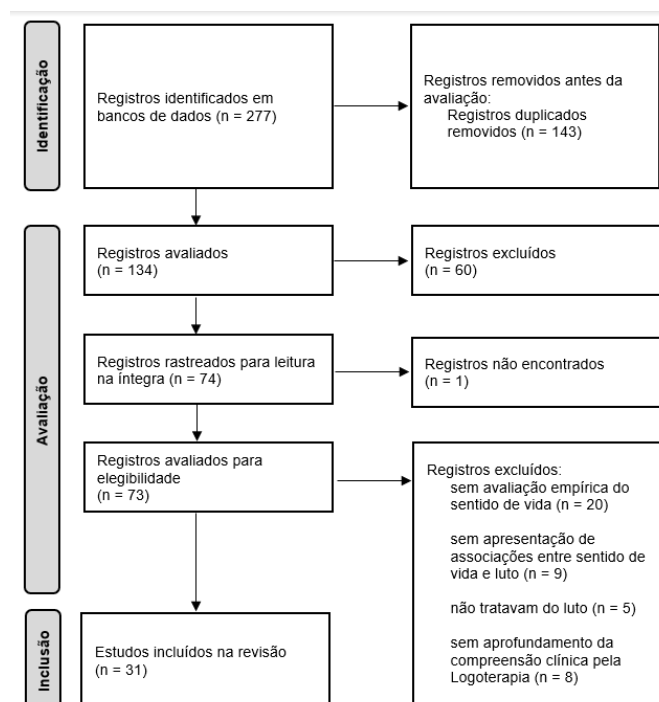 Identificação
Registros identificados em
bancos de dados (n = 277)
Registros removidos antes da
avaliação:
Registros duplicados
removidos (n = 143)
Avaliação
Registros avaliados
(n = 134)
Registros excluídos
(n = 60)
Registros rastreados para leitura
na íntegra (n = 74)
Registros não encontrados
(n = 1)
Registros avaliados para
elegibilidade
(n = 73)
Registros excluídos:
sem avaliação empírica do
sentido de vida (n = 20)
sem apresentação de
associações entre sentido de
vida e luto (n = 9)
não tratavam do luto (n = 5)
sem aprofundamento da
compreensão clínica pela
Logoterapia (n = 8)
Inclusão
Estudos incluídos na revisão
(n = 31)